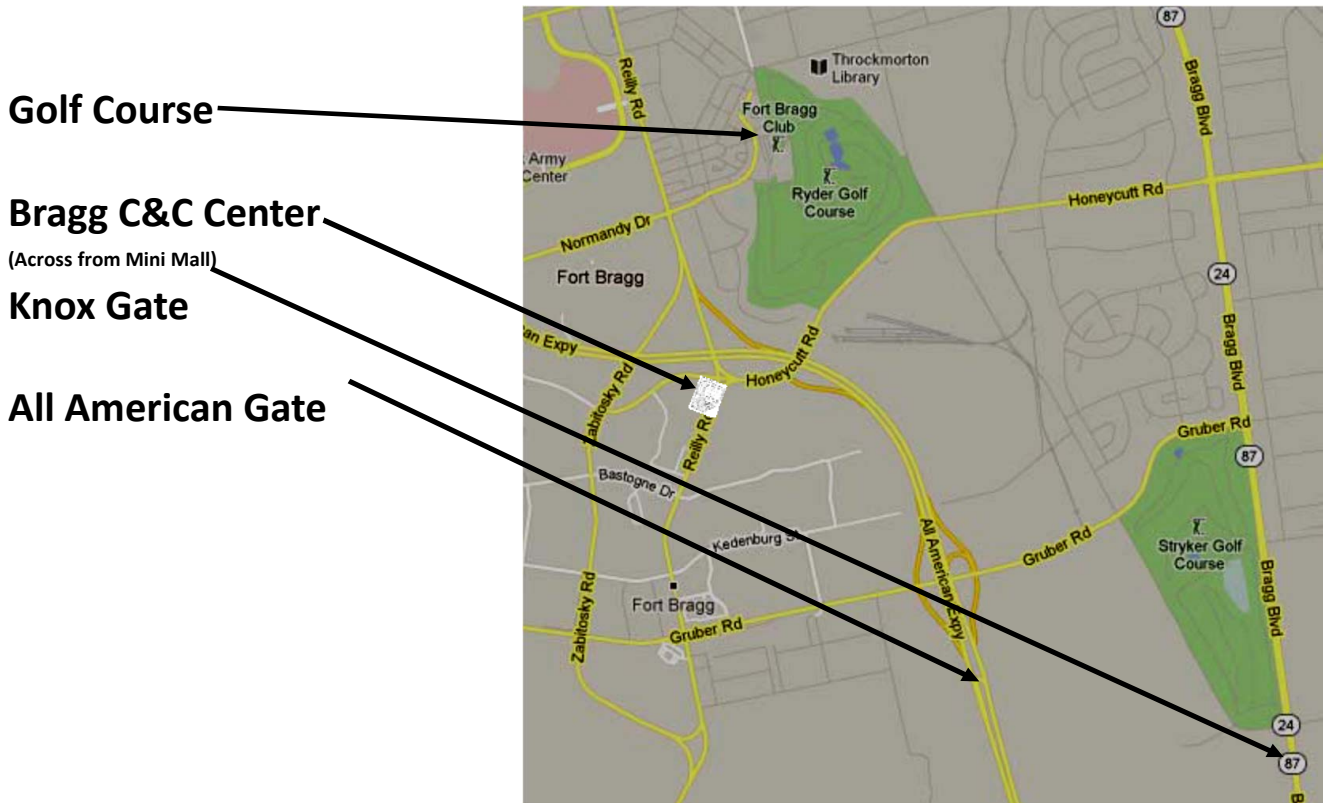 Golf Course
Bragg C&C Center
(Across from Mini Mall)
Knox Gate
All American Gate
87
Reilly Rd
Throckmorton
Library
Bragg Blvd
Fort Bragg
Club
Army
Center
Ryder Golf
Course
Honeycutt Rd
Normandy Dr
Fort Bragg
24
Bragg Blvd
an Expy
Honeycutt Rd
Zabitosky Rd
Reilly Rd
Gruber Rd
87
Bastogne Dr
All American Expy
Kedenburg St
Gruber Rd
Stryker Golf
Course
Bragg Blvd
Zabitosky Rd
Fort Bragg
Gruber Rd
24
87
B